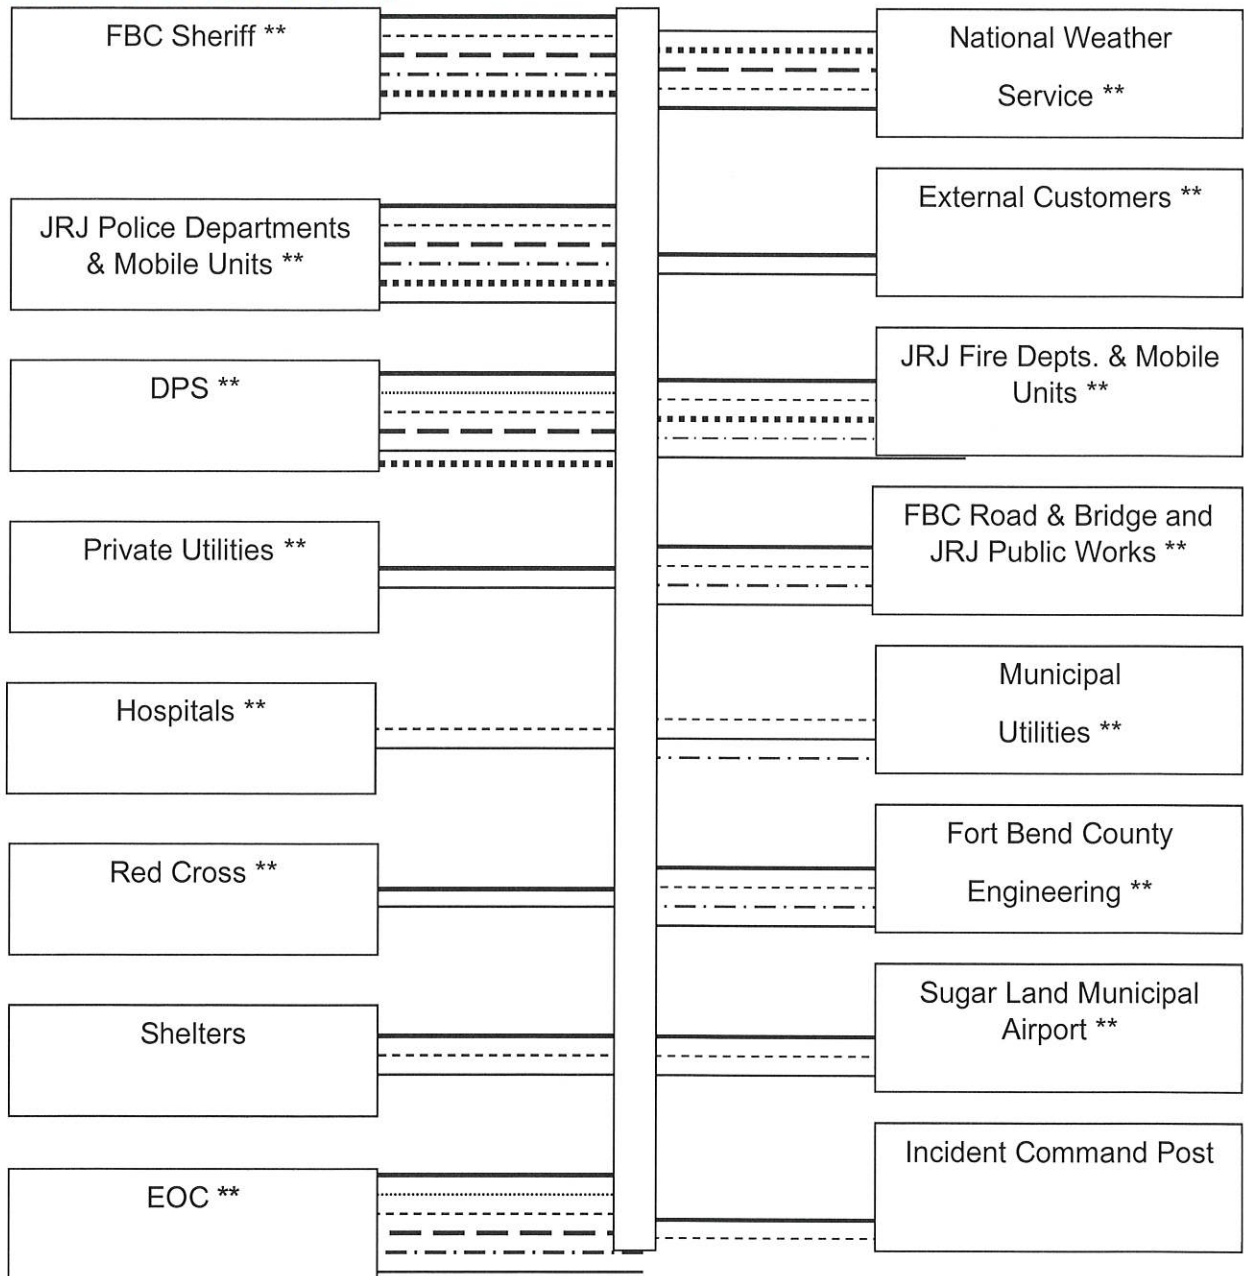 FBC Sheriff **
JRJ Police Departments
& Mobile Units **
DPS **
Private Utilities **
Hospitals **
Red Cross **
Shelters
EOC **
National Weather
Service **
External Customers **
JRJ Fire Depts. & Mobile
Units **
FBC Road & Bridge and
JRJ Public Works **
Municipal
Utilities **
Fort Bend County
Engineering **
Sugar Land Municipal
Airport **
Incident Command Post